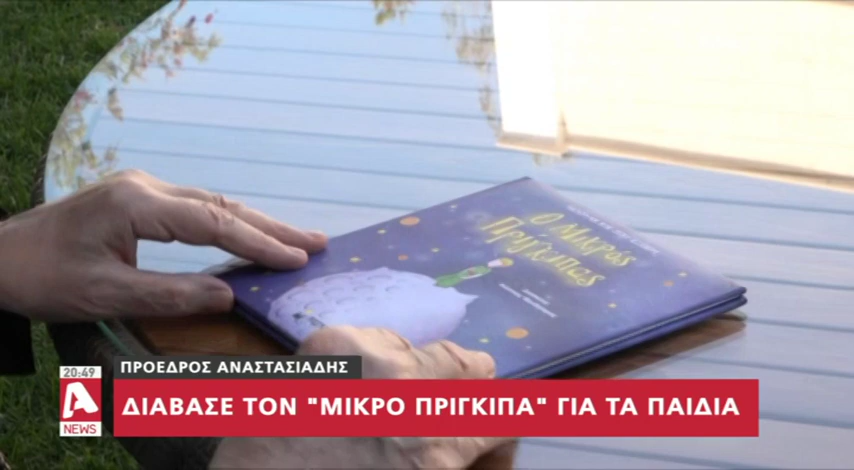 Ο Μικρός
Πρίγκιπας
20:49
ΠΡΟΕΔΡΟΣ ΑΝΑΣΤΑΣΙΑΔΗΣ
ΔΙΑΒΑΣΕ ΤΟΝ "ΜΙΚΡΟ ΠΡΙΓΚΙΠΑ" ΓΙΑ ΤΑ ΠΑΙΔΙΑ
A
NEWS